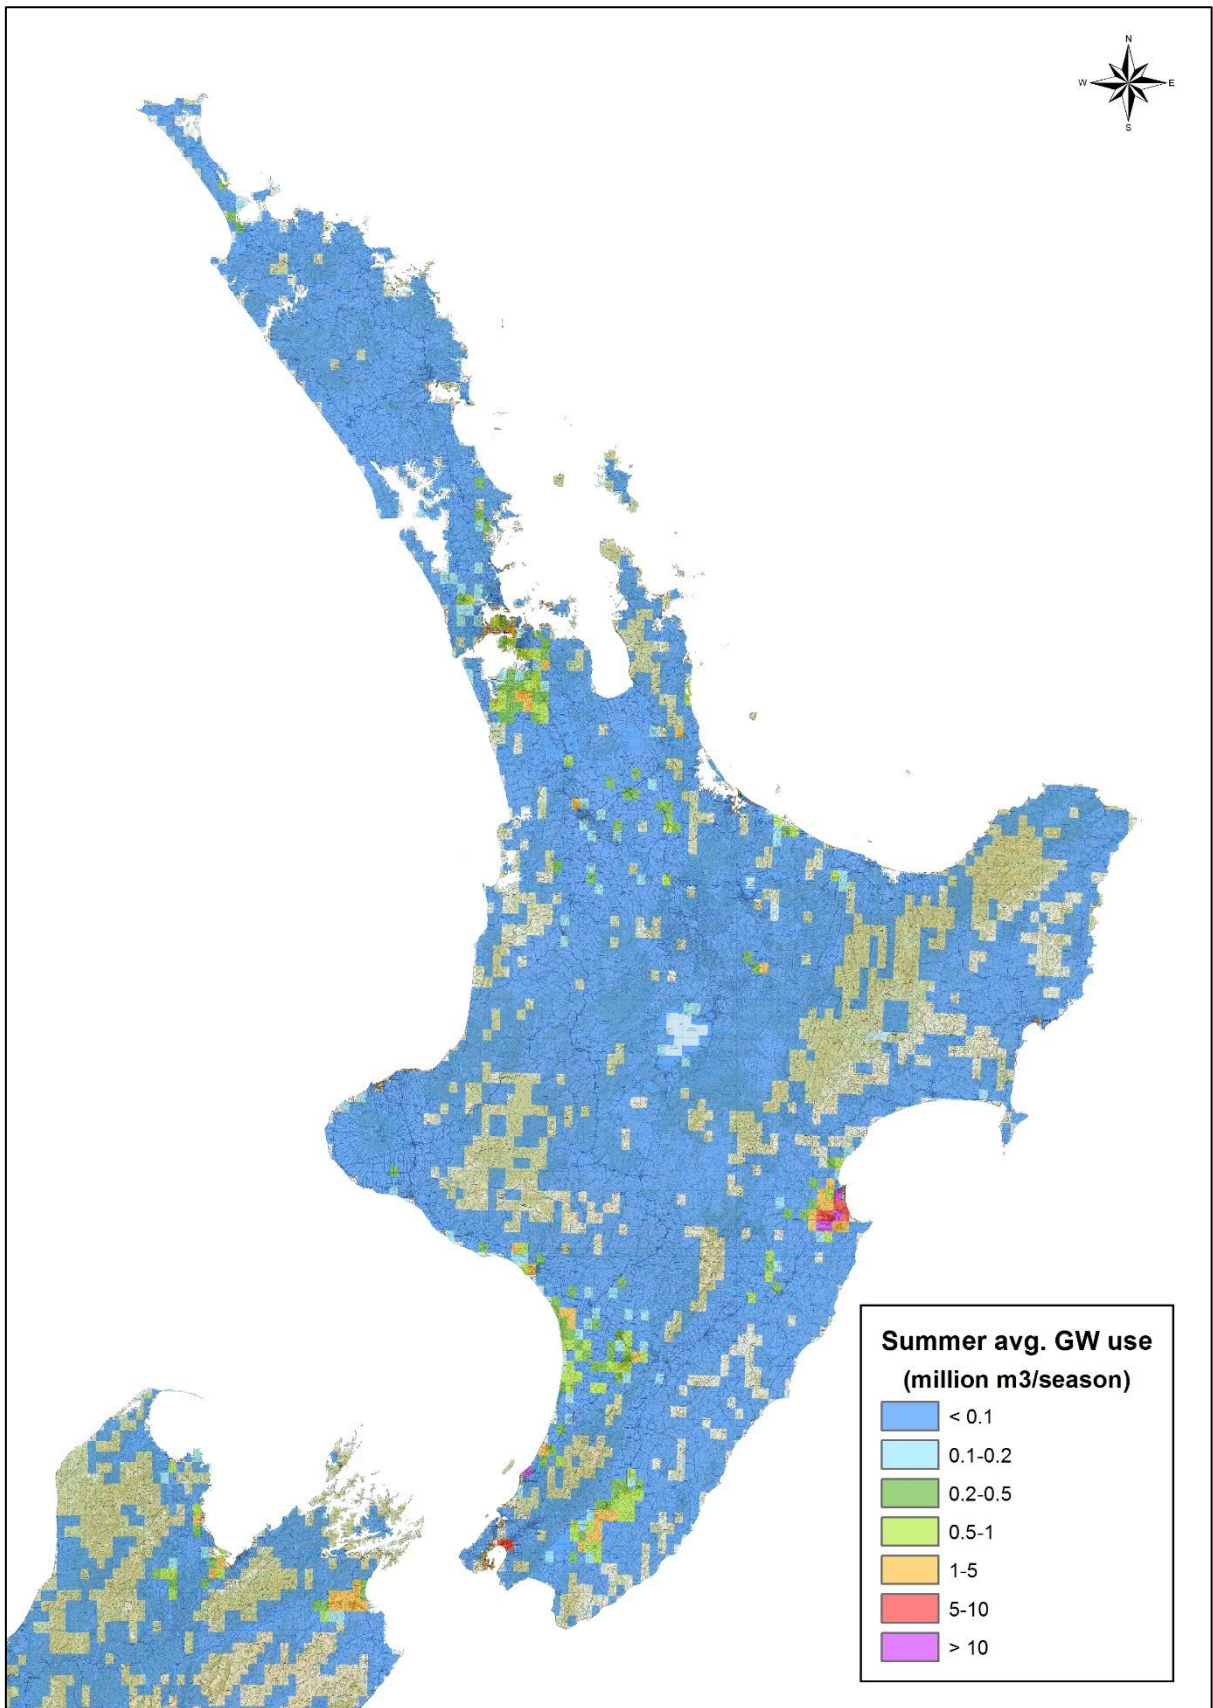 N
W
E
S
Summer avg. GW use
(million m3/season)
< 0.1
0.1-0.2
0.2-0.5
0.5-1
1-5
5-10
> 10